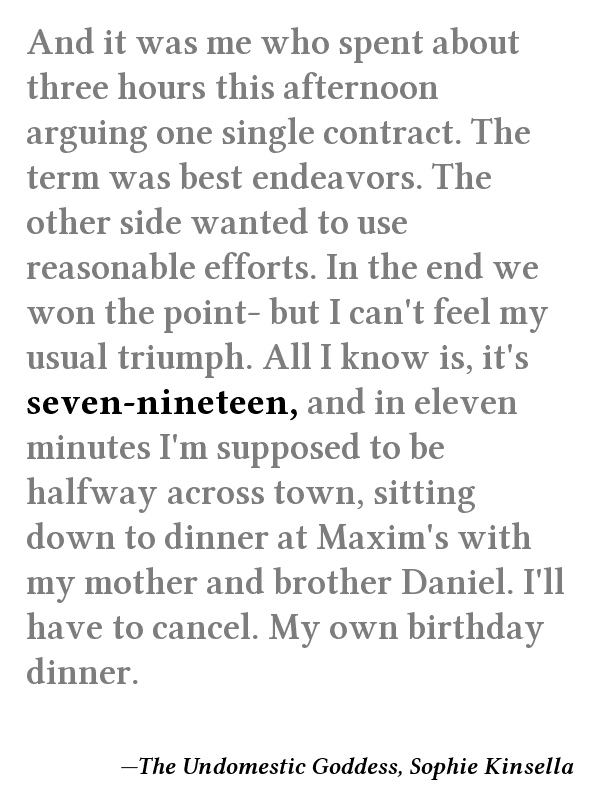 And it was me who spent about
three hours this afternoon
arguing one single contract. The
term was best endeavors. The
other side wanted to use
reasonable efforts. In the end we
won the point– but I can't feel my
usual triumph. All I know is, it's
seven-nineteen, and in eleven
minutes I'm supposed to be
halfway across town, sitting
down to dinner at Maxim's with
my mother and brother Daniel. I'll
have to cancel. My own birthday
dinner.
—The Undomestic Goddess, Sophie Kinsella